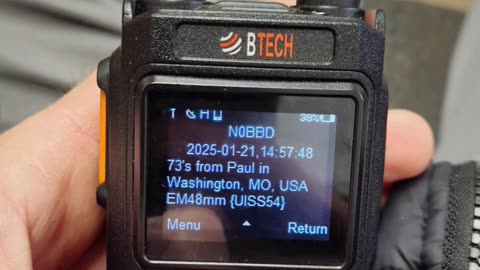 BTECH
H 38%
N0BBD
2025-01-21,14:57:48
73's from Paul in
Washington, MO, USA
EM48mm {UISS54}
Menu Return